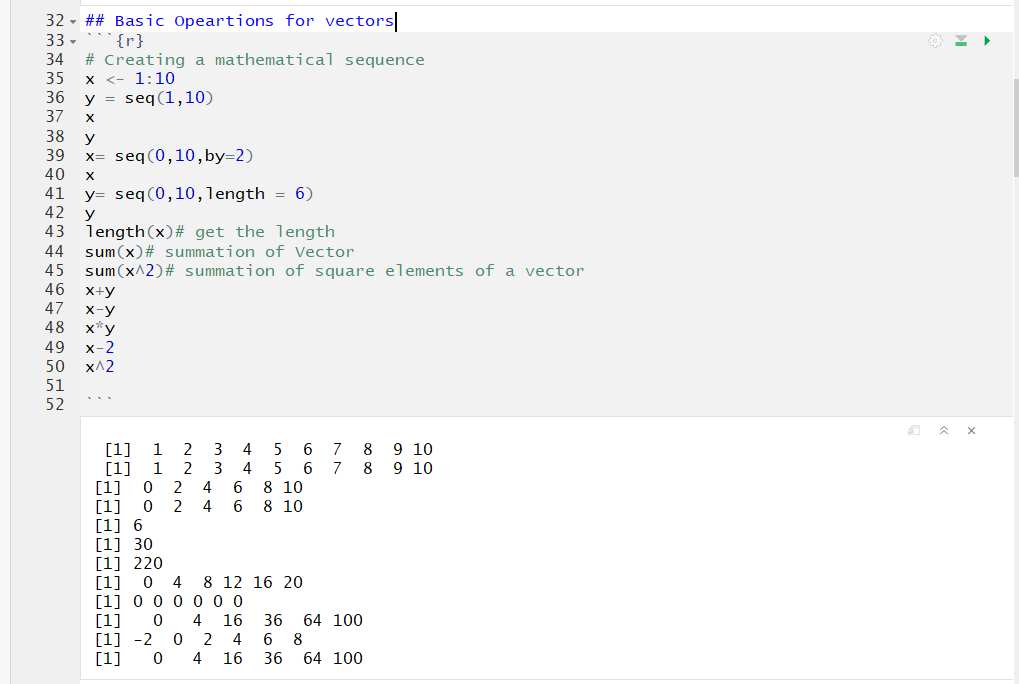 32 ## Basic Opeartions for vectors
33 ```{r}
34 # Creating a mathematical sequence
35 x <- 1:10
36 y = seq(1,10)
37 x
38 y
39 x= seq(0,10,by=2)
40 x
41 y= seq(0,10,length = 6)
42 y
43 length(x)# get the length
44 sum(x)# summation of Vector
45 sum(x^2)# summation of square elements of a vector
46 x+y
47 x-y
48 x*y
49 x-2
50 x^2
51
52 ```
[1]  1  2  3  4  5  6  7  8  9 10
[1]  1  2  3  4  5  6  7  8  9 10
[1]  0  2  4  6  8 10
[1]  0  2  4  6  8 10
[1] 6
[1] 30
[1] 220
[1]  0  4  8 12 16 20
[1] 0 0 0 0 0 0
[1]   0   4  16  36  64 100
[1] -2  0  2  4  6  8
[1]   0   4  16  36  64 100